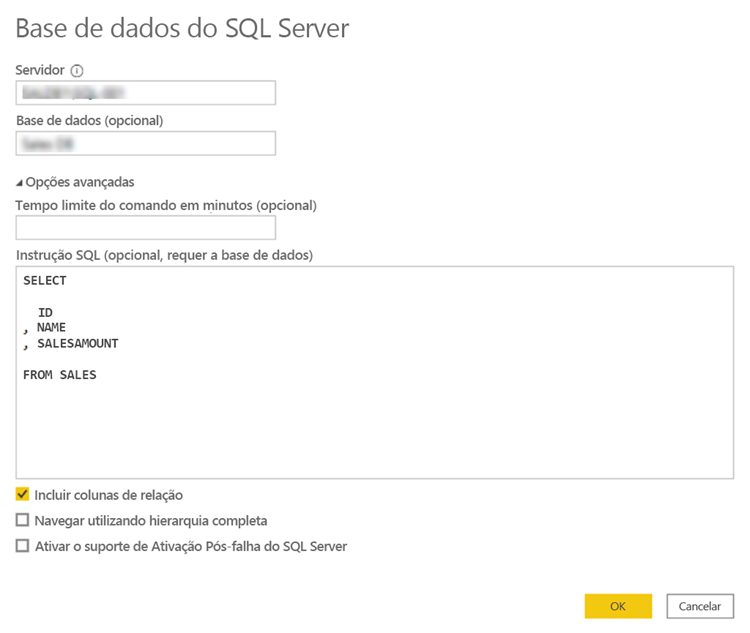 Base de dados do SQL Server
Servidor
Base de dados (opcional)
Opções avançadas
Tempo limite do comando em minutos (opcional)
Instrução SQL (opcional, requer a base de dados)
SELECT
ID
, NAME
, SALESAMOUNT
FROM SALES
Incluir colunas de relação
Navegar utilizando hierarquia completa
Ativar o suporte de Ativação Pós-falha do SQL Server
OK
Cancelar